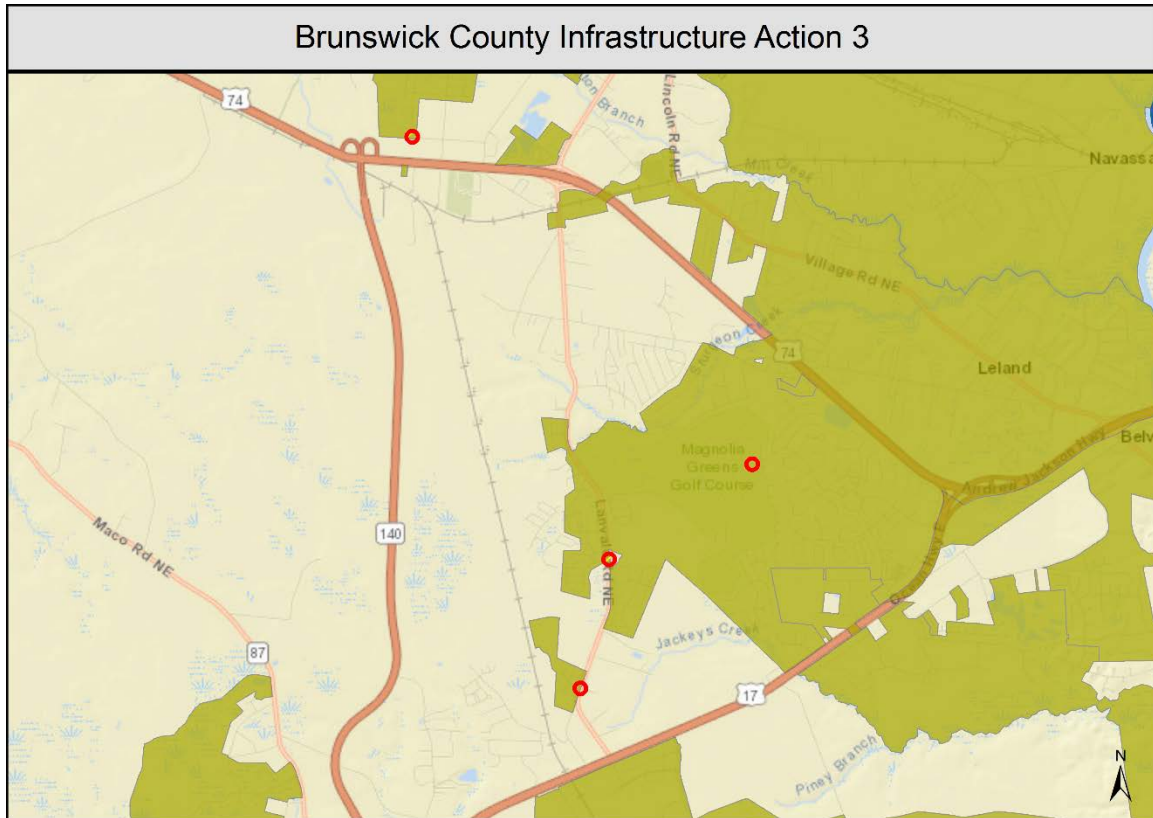 Brunswick County Infrastructure Action 3
74
Lincoln Rd NE
Mill Creek
Navassa
Village Rd NE
Sturgeon Creek
74
Leland
Belv
Magnolia
Greens
Golf Course
Andrew Jackson Hwy
140
Maco Rd NE
Rd NE
Ocean Hwy E
Jackeys Creek
87
17
Piney Branch
Branch
N